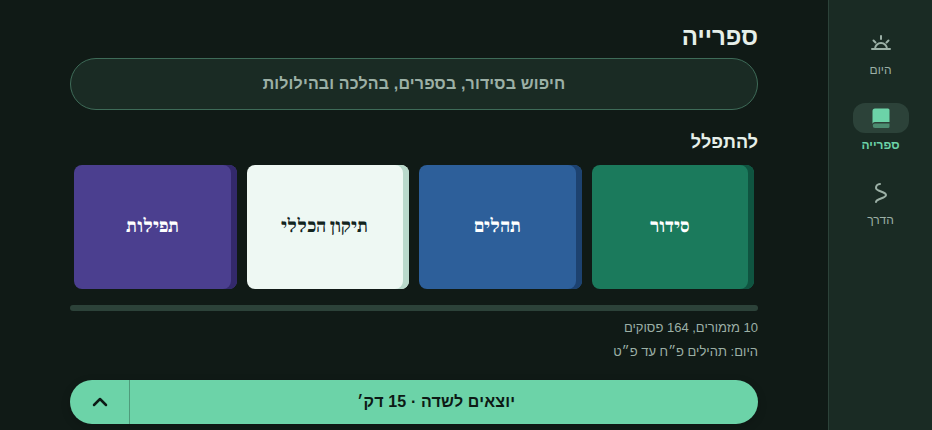 היום
ספרייה
הדרך
ספרייה
חיפוש בסידור, בספרים, בהלכה ובהילולות
להתפלל
סידור
תהלים
תיקון הכללי
תפילות
10 מזמורים, 164 פסוקים
היום: תהילים פ״ח עד פ״ט
יוצאים לשדה · 15 דק׳